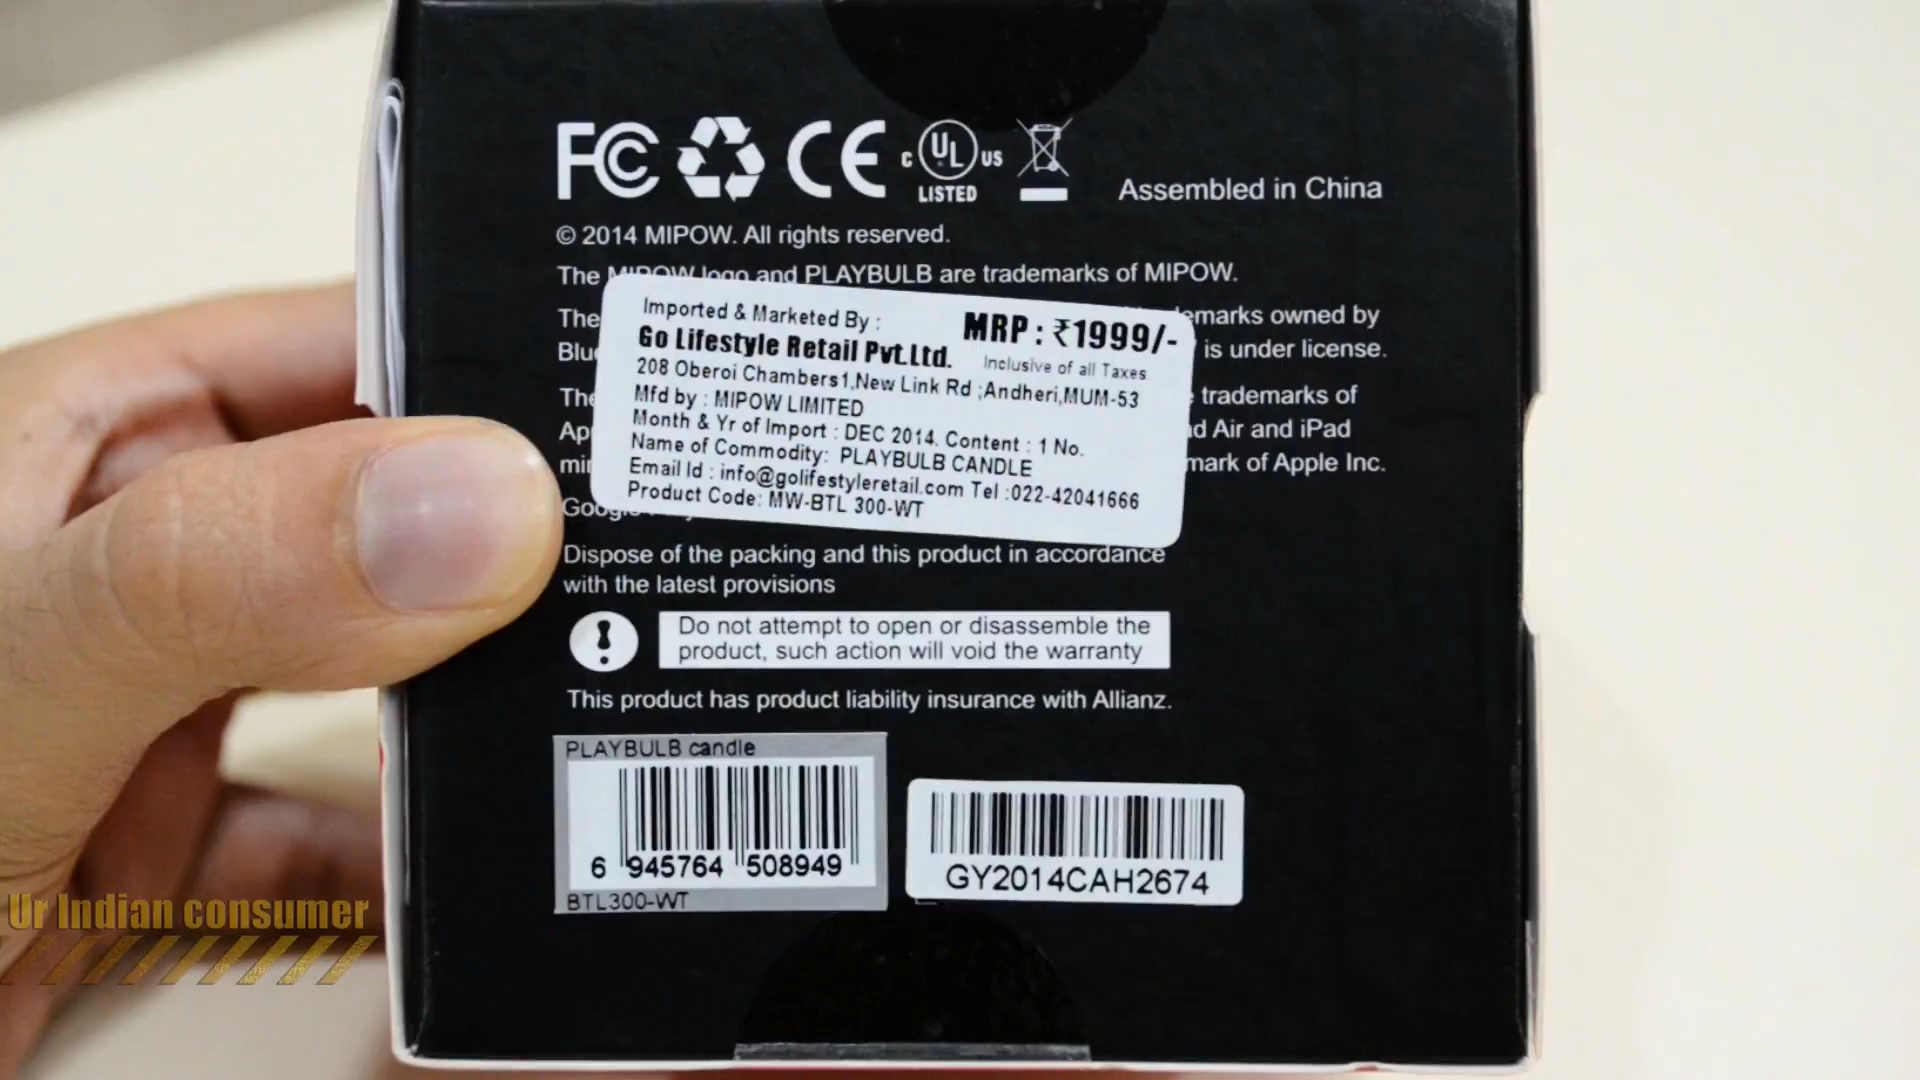 FC CE C UL US
LISTED
Assembled in China
© 2014 MIPOW. All rights reserved.
The MIPOW logo and PLAYBULB are trademarks of MIPOW.
The
emarks owned by
is under license.
The
trademarks of
d Air and iPad
mark of Apple Inc.
Imported & Marketed By :
Go Lifestyle Retail Pvt.Ltd.
MRP : ₹1999/-
Inclusive of all Taxes
208 Oberoi Chambers1,New Link Rd ;Andheri,MUM-53
Mfd by : MIPOW LIMITED
Month & Yr of Import : DEC 2014. Content : 1 No.
Name of Commodity: PLAYBULB CANDLE
Email Id : info@golifestyleretail.com Tel :022-42041666
Product Code: MW-BTL 300-WT
Dispose of the packing and this product in accordance
with the latest provisions
Do not attempt to open or disassemble the
product, such action will void the warranty
This product has product liability insurance with Allianz.
PLAYBULB candle
6 945764 508949
BTL300-WT
GY2014CAH2674
Ur Indian consumer